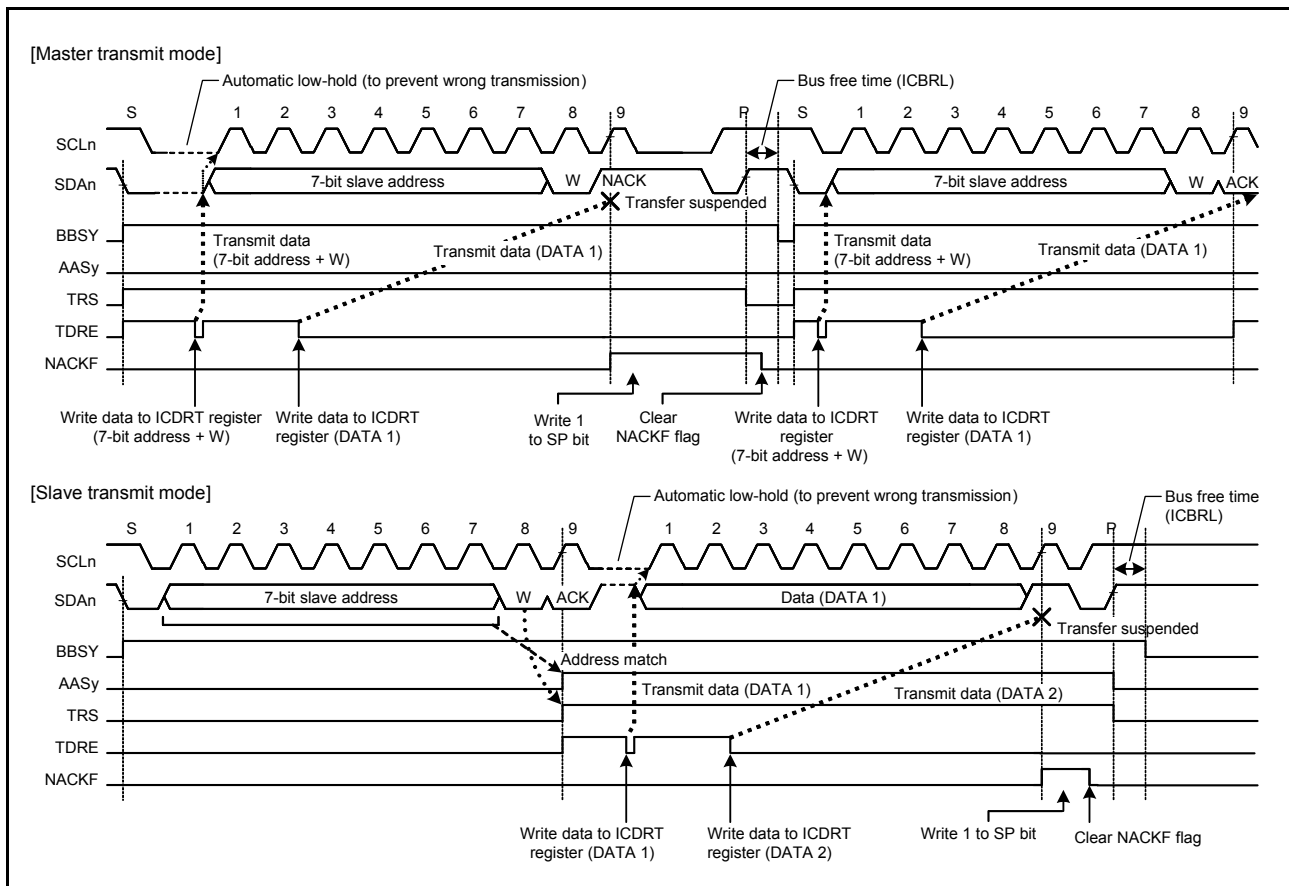 [Master transmit mode]
Automatic low-hold (to prevent wrong transmission)
Bus free time (ICBRL)
S 1 2 3 4 5 6 7 8 9 P S 1 2 3 4 5 6 7 8 9
SCLn
SDAn
7-bit slave address W NACK 7-bit slave address W ACK
Transfer suspended
BBSY
Transmit data
(7-bit address + W)
Transmit data (DATA 1)
Transmit data
(7-bit address + W)
Transmit data (DATA 1)
AASy
TRS
TDRE
NACKF
Write data to ICDRT register
(7-bit address + W)
Write data to ICDRT
register (DATA 1)
Write 1
to SP bit
Clear
NACKF flag
Write data to ICDRT
register
(7-bit address + W)
Write data to ICDRT
register (DATA 1)
[Slave transmit mode]
Automatic low-hold (to prevent wrong transmission)
Bus free time
(ICBRL)
S 1 2 3 4 5 6 7 8 9 1 2 3 4 5 6 7 8 9 P
SCLn
SDAn
7-bit slave address W ACK Data (DATA 1)
Transfer suspended
BBSY
Address match
AASy
Transmit data (DATA 1)
Transmit data (DATA 2)
TRS
TDRE
NACKF
Write data to ICDRT
register (DATA 1)
Write data to ICDRT
register (DATA 2)
Write 1 to SP bit
Clear NACKF flag